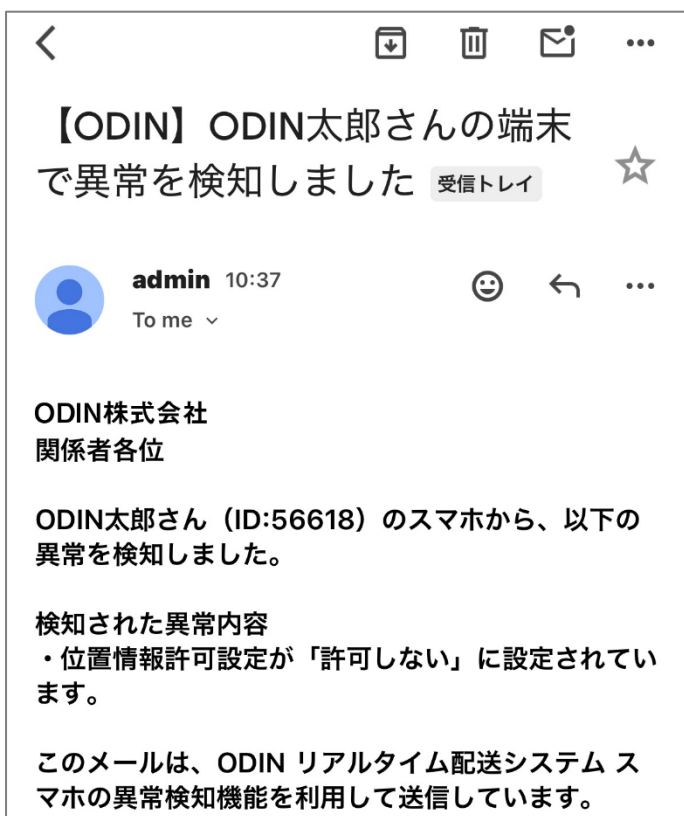 【ODIN】ODIN太郎さんの端末
で異常を検知しました 受信トレイ
admin 10:37
To me
ODIN株式会社
関係者各位
ODIN太郎さん（ID:56618）のスマホから、以下の
異常を検知しました。
検知された異常内容
・位置情報許可設定が「許可しない」に設定されてい
ます。
このメールは、ODIN リアルタイム配送システム ス
マホの異常検知機能を利用して送信しています。